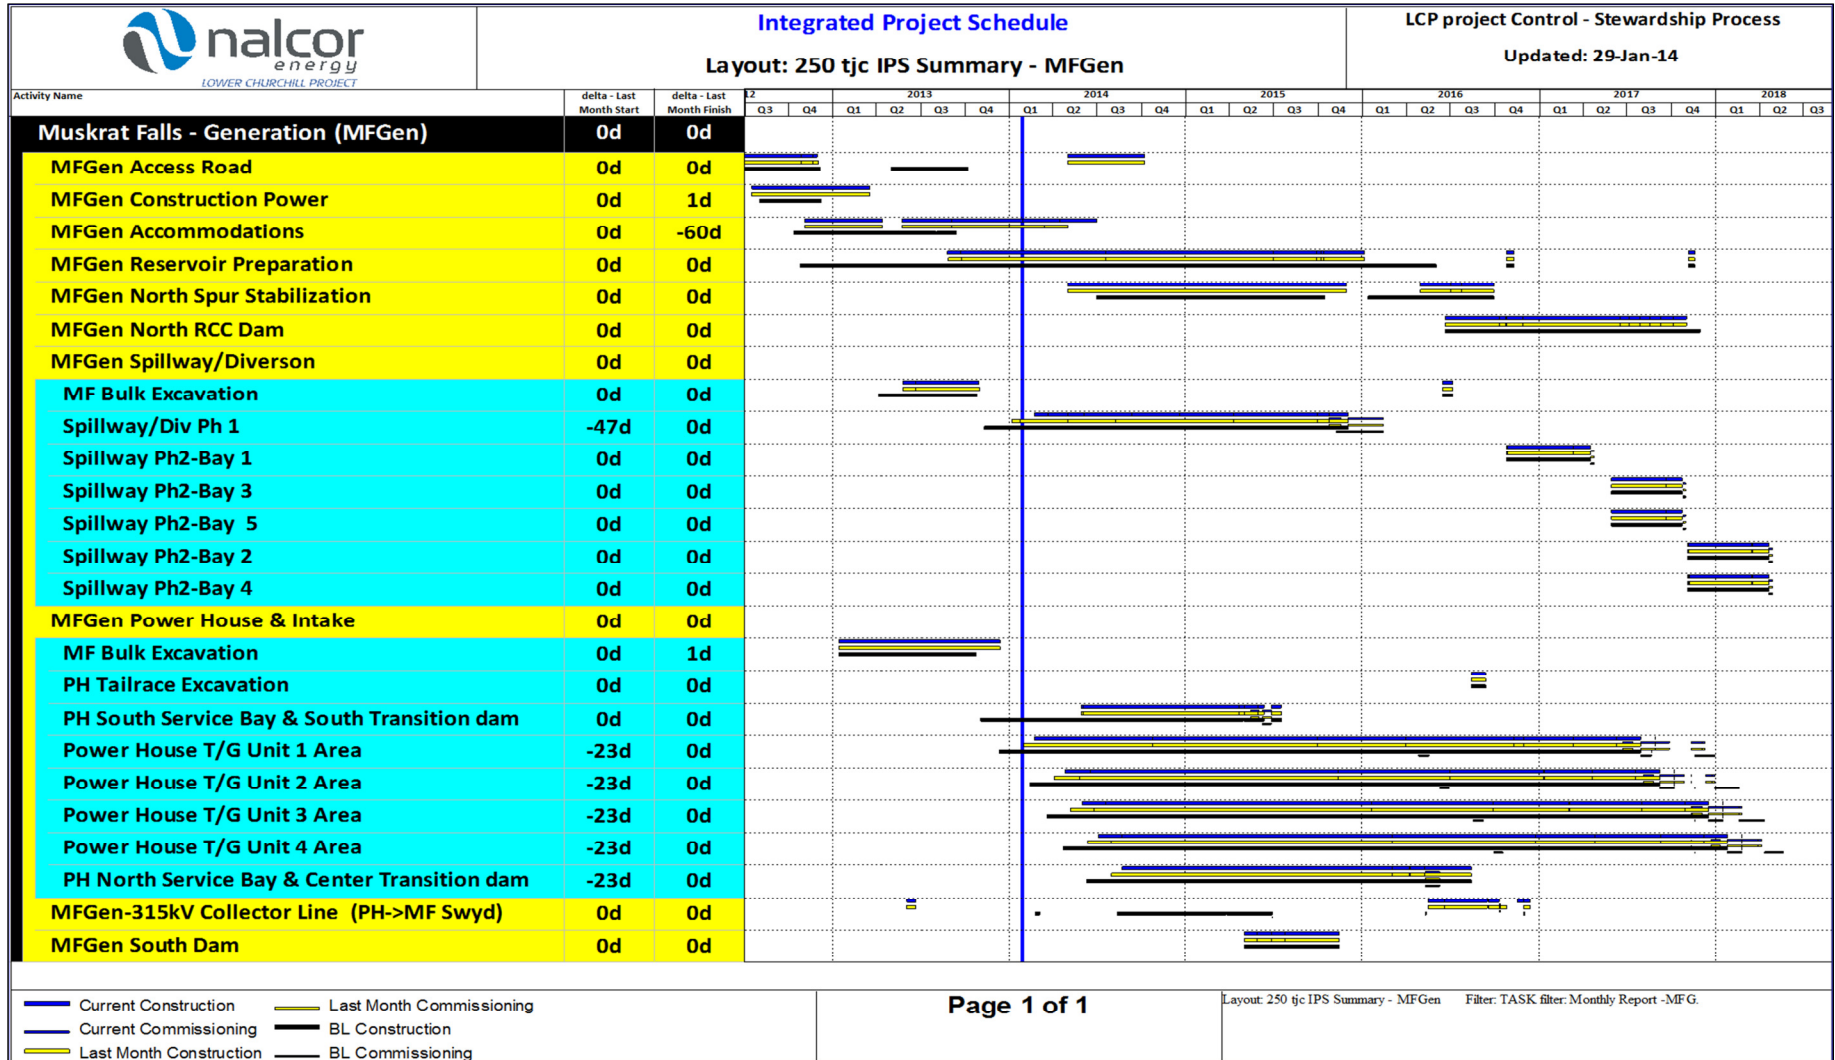 nalcor
energy
LOWER CHURCHILL PROJECT
Integrated Project Schedule
Layout: 250 tjc IPS Summary - MFGen
LCP project Control - Stewardship Process
Updated: 29-Jan-14
Activity Name delta - Last Month Start delta - Last Month Finish
12 2013 2014 2015 2016 2017 2018
Q3 Q4 Q1 Q2 Q3 Q4 Q1 Q2 Q3 Q4 Q1 Q2 Q3 Q4 Q1 Q2 Q3 Q4 Q1 Q2 Q3 Q4 Q1 Q2 Q3
Muskrat Falls - Generation (MFGen) 0d 0d
MFGen Access Road 0d 0d
MFGen Construction Power 0d 1d
MFGen Accommodations 0d -60d
MFGen Reservoir Preparation 0d 0d
MFGen North Spur Stabilization 0d 0d
MFGen North RCC Dam 0d 0d
MFGen Spillway/Diverson 0d 0d
MF Bulk Excavation 0d 0d
Spillway/Div Ph 1 -47d 0d
Spillway Ph2-Bay 1 0d 0d
Spillway Ph2-Bay 3 0d 0d
Spillway Ph2-Bay 5 0d 0d
Spillway Ph2-Bay 2 0d 0d
Spillway Ph2-Bay 4 0d 0d
MFGen Power House & Intake 0d 0d
MF Bulk Excavation 0d 1d
PH Tailrace Excavation 0d 0d
PH South Service Bay & South Transition dam 0d 0d
Power House T/G Unit 1 Area -23d 0d
Power House T/G Unit 2 Area -23d 0d
Power House T/G Unit 3 Area -23d 0d
Power House T/G Unit 4 Area -23d 0d
PH North Service Bay & Center Transition dam -23d 0d
MFGen-315kV Collector Line (PH->MF Swyd) 0d 0d
MFGen South Dam 0d 0d
Current Construction Last Month Commissioning
Current Commissioning BL Construction
Last Month Construction BL Commissioning
Page 1 of 1
Layout: 250 tjc IPS Summary - MFGen Filter: TASK filter: Monthly Report -MFG.